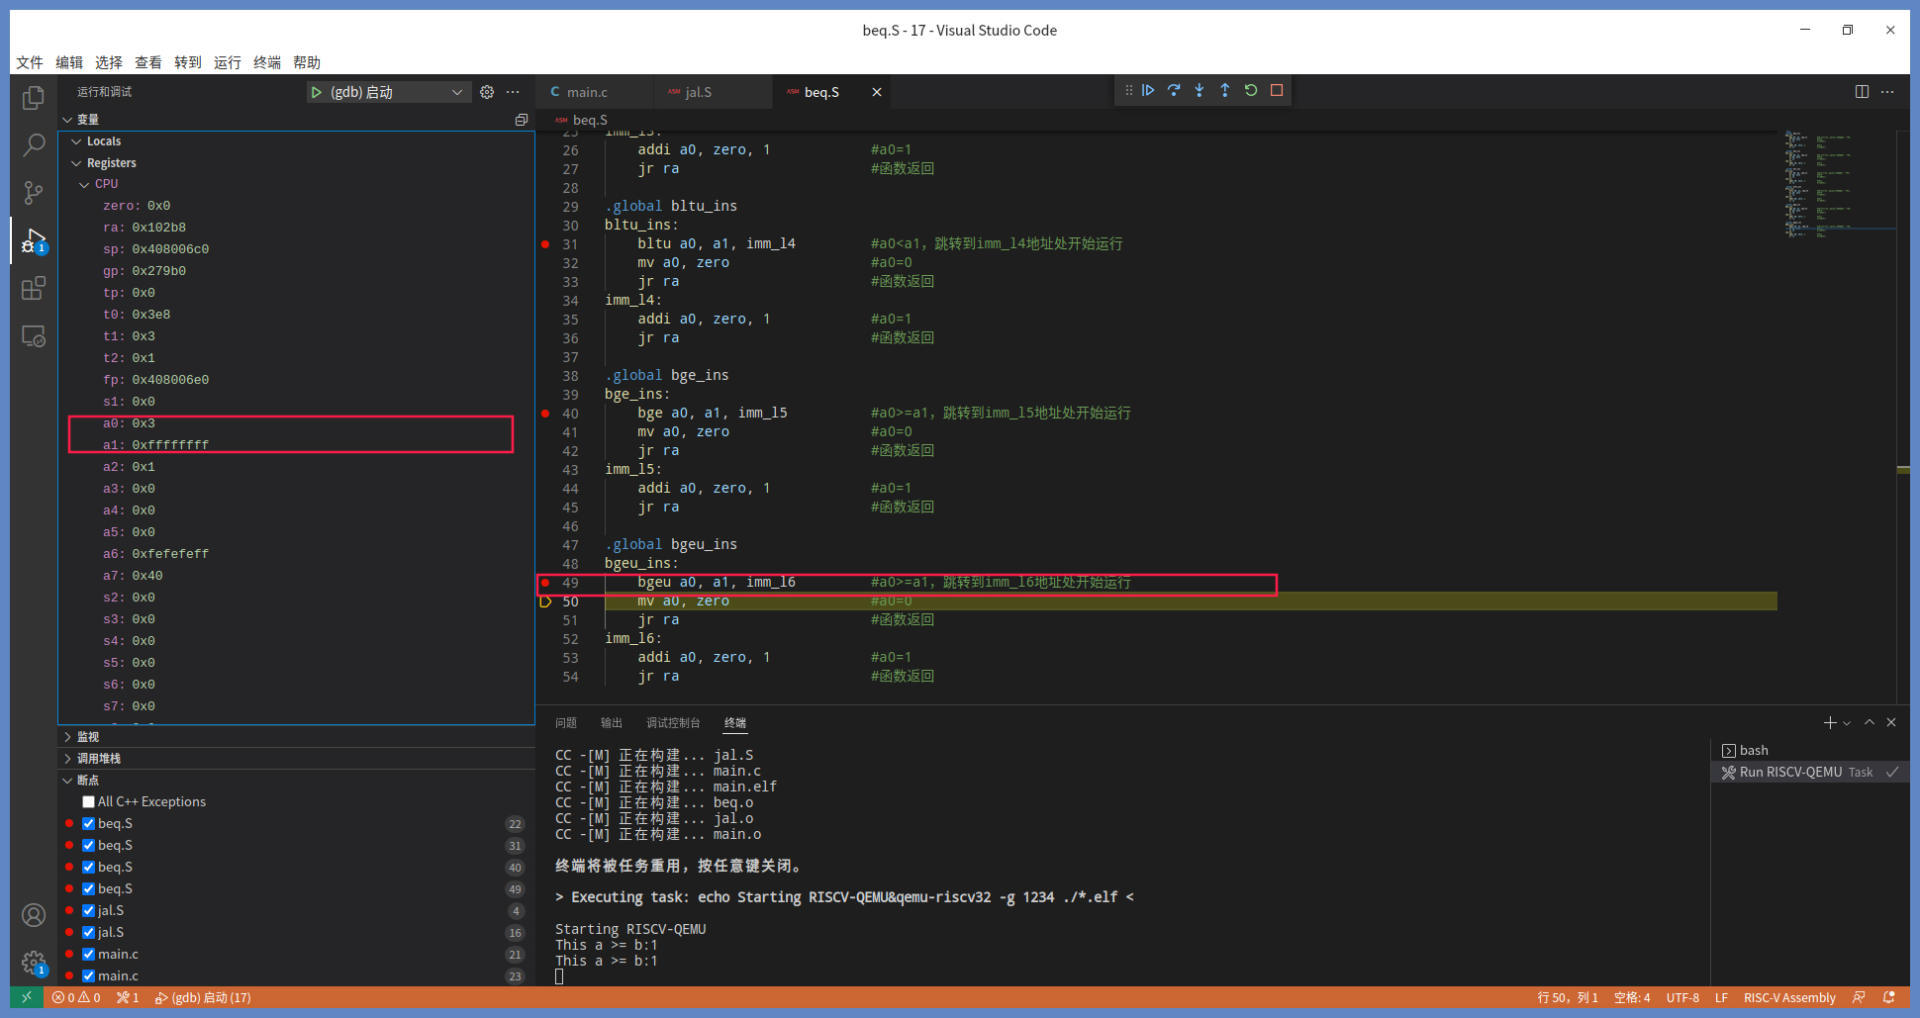 beq.S - 17 - Visual Studio Code
文件 编辑 选择 查看 转到 运行 终端 帮助
运行和调试
(gdb) 启动
变量
Locals
Registers
CPU
zero: 0x0
ra: 0x102b8
sp: 0x408006c0
gp: 0x279b0
tp: 0x0
t0: 0x3e8
t1: 0x3
t2: 0x1
fp: 0x408006e0
s1: 0x0
a0: 0x3
a1: 0xffffffff
a2: 0x1
a3: 0x0
a4: 0x0
a5: 0x0
a6: 0xfefefeff
a7: 0x40
s2: 0x0
s3: 0x0
s4: 0x0
s5: 0x0
s6: 0x0
s7: 0x0
监视
调用堆栈
断点
All C++ Exceptions
beq.S 22
beq.S 31
beq.S 40
beq.S 49
jal.S 4
jal.S 16
main.c 21
main.c 23
C main.c
ASM jal.S
ASM beq.S
ASM beq.S
25 imm_l3:
26 addi a0, zero, 1 #a0=1
27 jr ra #函数返回
28
29 .global bltu_ins
30 bltu_ins:
31 bltu a0, a1, imm_l4 #a0<a1, 跳转到imm_l4地址处开始运行
32 mv a0, zero #a0=0
33 jr ra #函数返回
34 imm_l4:
35 addi a0, zero, 1 #a0=1
36 jr ra #函数返回
37
38 .global bge_ins
39 bge_ins:
40 bge a0, a1, imm_l5 #a0>=a1, 跳转到imm_l5地址处开始运行
41 mv a0, zero #a0=0
42 jr ra #函数返回
43 imm_l5:
44 addi a0, zero, 1 #a0=1
45 jr ra #函数返回
46
47 .global bgeu_ins
48 bgeu_ins:
49 bgeu a0, a1, imm_l6 #a0>=a1, 跳转到imm_l6地址处开始运行
50 mv a0, zero #a0=0
51 jr ra #函数返回
52 imm_l6:
53 addi a0, zero, 1 #a0=1
54 jr ra #函数返回
问题 输出 调试控制台 终端
CC -[M] 正在构建... jal.S
CC -[M] 正在构建... main.c
CC -[M] 正在构建... main.elf
CC -[M] 正在构建... beq.o
CC -[M] 正在构建... jal.o
CC -[M] 正在构建... main.o
终端将被任务重用，按任意键关闭。
> Executing task: echo Starting RISCV-QEMU&qemu-riscv32 -g 1234 ./*.elf <
Starting RISCV-QEMU
This a >= b:1
This a >= b:1
bash
Run RISCV-QEMU Task
1
1
0 0 1 (gdb) 启动 (17)
行 50，列 1 空格: 4 UTF-8 LF RISC-V Assembly